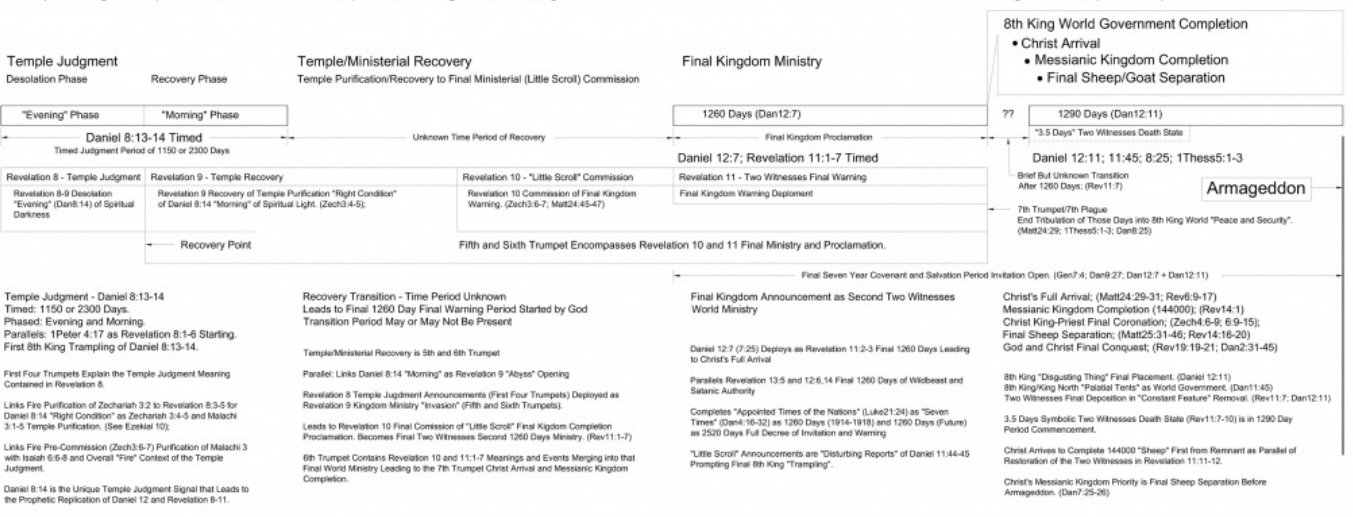 8th King World Government Completion
• Christ Arrival
• Messianic Kingdom Completion
• Final Sheep/Goat Separation
Temple Judgment
Desolation Phase
Recovery Phase
Temple/Ministerial Recovery
Temple Purification/Recovery to Final Ministerial (Little Scroll) Commission
Final Kingdom Ministry
"Evening" Phase
"Morning" Phase
1260 Days (Dan12:7)
??
1290 Days (Dan12:11)
Daniel 8:13-14 Timed
Timed Judgment Period of 1150 or 2300 Days
Unknown Time Period of Recovery
Final Kingdom Proclamation
"3.5 Days" Two Witnesses Death State
Daniel 12:7; Revelation 11:1-7 Timed
Daniel 12:11; 11:45; 8:25; 1Thess5:1-3
Revelation 8 - Temple Judgment
Revelation 9 - Temple Recovery
Revelation 10 - "Little Scroll" Commission
Revelation 11 - Two Witnesses Final Warning
Brief But Unknown Transition
After 1260 Days; (Rev11:7)
Armageddon
Revelation 8-9 Desolation
"Evening" (Dan8:14) of Spiritual
Darkness
Revelation 9 Recovery of Temple Purification "Right Condition"
of Daniel 8:14 "Morning" of Spiritual Light. (Zech3:4-5);
Revelation 10 Commission of Final Kingdom
Warning. (Zech3:6-7; Matt24:45-47)
Final Kingdom Warning Deploment
7th Trumpet/7th Plague
End Tribulation of Those Days into 8th King World "Peace and Security".
(Matt24:29; 1Thess5:1-3; Dan8:25)
Recovery Point
Fifth and Sixth Trumpet Encompasses Revelation 10 and 11 Final Ministry and Proclamation.
Final Seven Year Covenant and Salvation Period Invitation Open. (Gen7:4; Dan9:27; Dan12:7 + Dan12:11)
Temple Judgment - Daniel 8:13-14
Timed: 1150 or 2300 Days.
Phased: Evening and Morning.
Parallels: 1Peter 4:17 as Revelation 8:1-6 Starting.
First 8th King Trampling of Daniel 8:13-14.
First Four Trumpets Explain the Temple Judgment Meaning
Contained in Revelation 8.
Links Fire Purification of Zechariah 3:2 to Revelation 8:3-5 for
Daniel 8:14 "Right Condition" as Zechariah 3:4-5 and Malachi
3:1-5 Temple Purification. (See Ezekial 10);
Links Fire Pre-Commission (Zech3:6-7) Purification of Malachi 3
with Isaiah 6:6-8 and Overall "Fire" Context of the Temple
Judgment.
Daniel 8:14 is the Unique Temple Judgment Signal that Leads to
the Prophetic Replication of Daniel 12 and Revelation 8-11.
Recovery Transition - Time Period Unknown
Leads to Final 1260 Day Final Warning Period Started by God
Transition Period May or May Not Be Present
Temple/Ministerial Recovery is 5th and 6th Trumpet
Parallel: Links Daniel 8:14 "Morning" as Revelation 9 "Abyss" Opening
Revelation 8 Temple Jugdment Announcements (First Four Trumpets) Deployed as
Revelation 9 Kingdom Ministry "Invasion" (Fifth and Sixth Trumpets).
Leads to Revelation 10 Final Comission of "Little Scroll" Final Kigdom Completion
Proclamation. Becomes Final Two Witnesses Second 1260 Days Ministry. (Rev11:1-7)
6th Trumpet Contains Revelation 10 and 11:1-7 Meanings and Events Merging into that
Final World Ministry Leading to the 7th Trumpet Christ Arrival and Messianic Kingdom
Completion.
Final Kingdom Announcement as Second Two Witnesses
World Ministry
Daniel 12:7 (7:25) Deploys as Revelation 11:2-3 Final 1260 Days Leading
to Christ's Full Arrival
Parallels Revelation 13:5 and 12:6,14 Final 1260 Days of Wildbeast and
Satanic Authority
Completes "Appointed Times of the Nations" (Luke21:24) as "Seven
Times" (Dan4:16-32) as 1260 Days (1914-1918) and 1260 Days (Future)
as 2520 Days Full Decree of Invitation and Warning
"Little Scroll" Announcements are "Disturbing Reports" of Daniel 11:44-45
Prompting Final 8th King "Trampling".
Christ's Full Arrival; (Matt24:29-31; Rev6:9-17)
Messianic Kingdom Completion (144000); (Rev14:1)
Christ King-Priest Final Coronation; (Zech4:6-9; 6:9-15);
Final Sheep Separation; (Matt25:31-46; Rev14:16-20)
God and Christ Final Conquest; (Rev19:19-21; Dan2:31-45)
8th King "Disgusting Thing" Final Placement. (Daniel 12:11)
8th King/King North "Palatial Tents" as World Government. (Dan11:45)
Two Witnesses Final Deposition in "Constant Feature" Removal. (Rev11:7; Dan12:11)
3.5 Days Symbolic Two Witnesses Death State (Rev11:7-10) is in 1290 Day
Period Commencement.
Christ Arrives to Complete 144000 "Sheep" First from Remnant as Parallel of
Restoration of the Two Witnesses in Revelation 11:11-12.
Christ's Messianic Kingdom Priority is Final Sheep Separation Before
Armageddon. (Dan7:25-26)